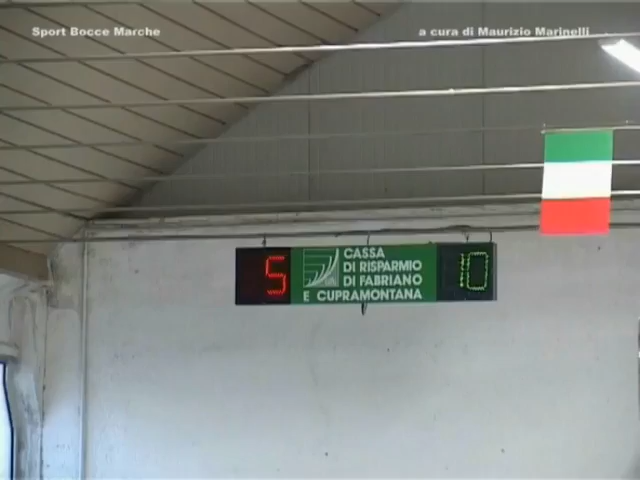 Sport Bocce Marche
a cura di Maurizio Marinelli
5
CASSA
DI RISPARMIO
DI FABRIANO
E CUPRAMONTANA
10